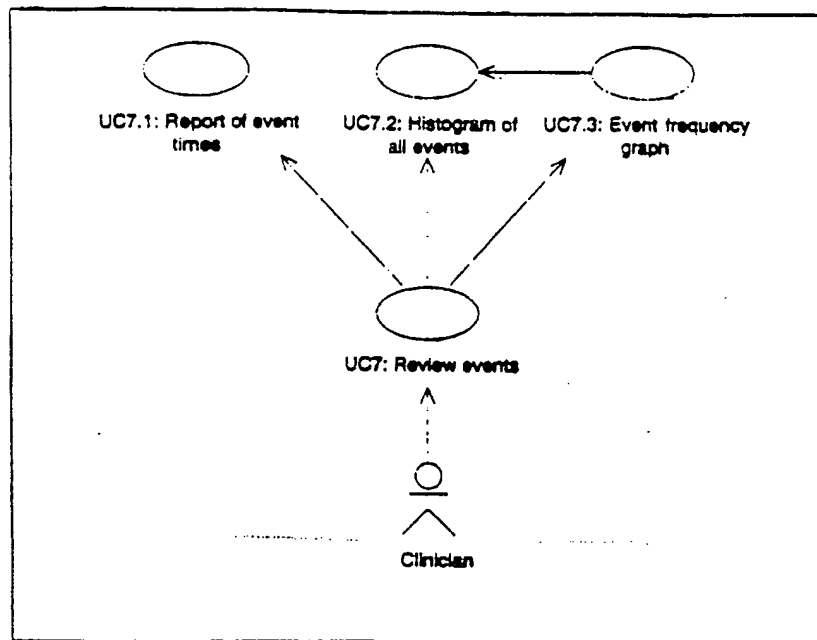 UC7.1: Report of event
times
UC7.2: Histogram of
all events
UC7.3: Event frequency
graph
UC7: Review events
Clinician